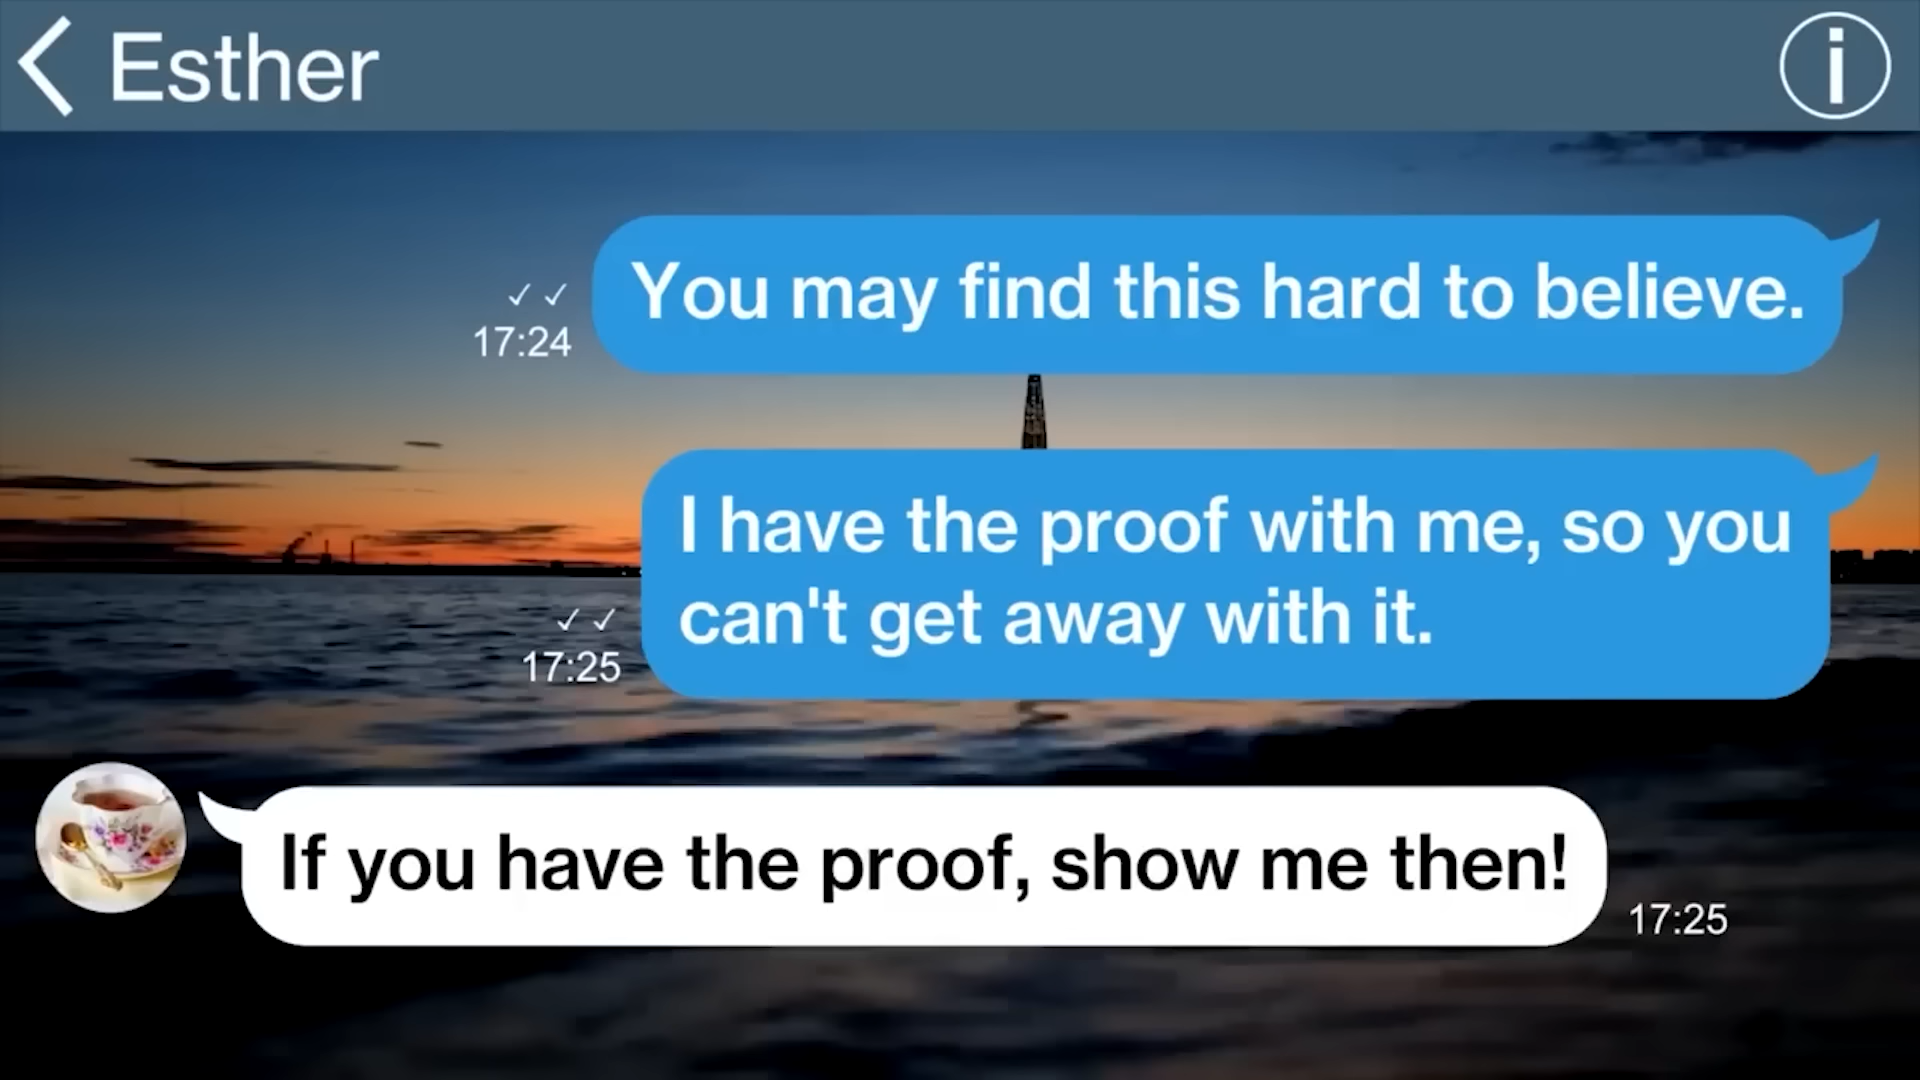 Esther
You may find this hard to believe.
17:24
I have the proof with me, so you
can't get away with it.
17:25
If you have the proof, show me then!
17:25